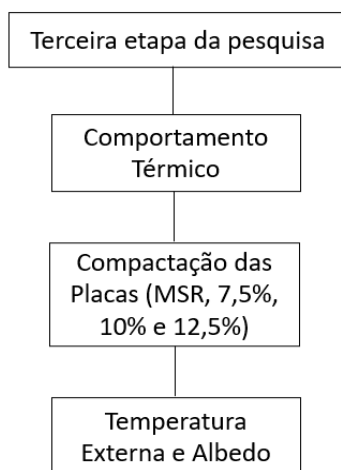 Terceira etapa da pesquisa
Comportamento
Térmico
Compactação das
Placas (MSR, 7,5%,
10% e 12,5%)
Temperatura
Externa e Albedo